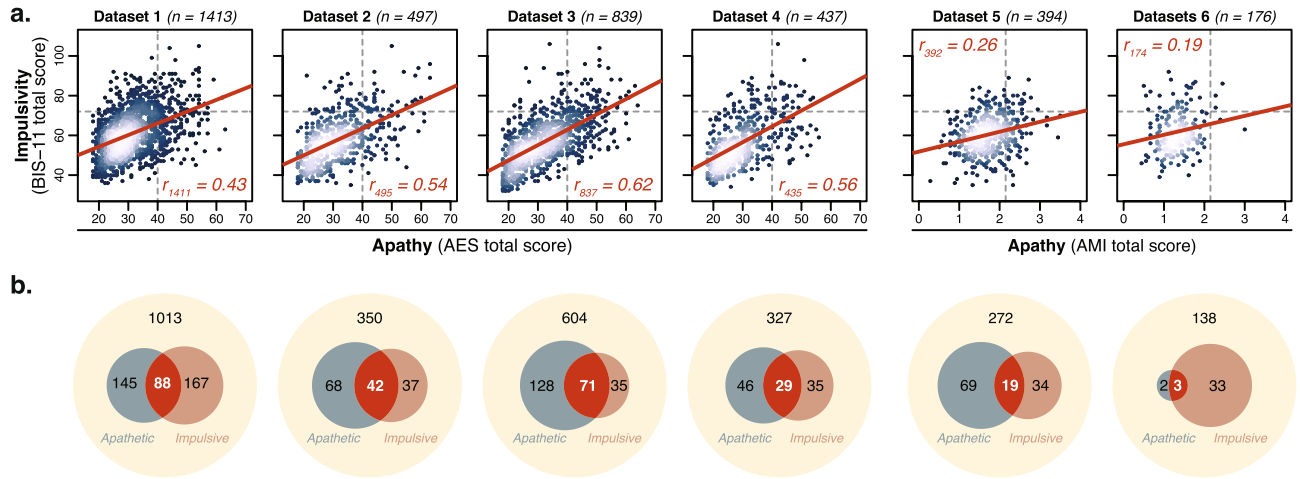 a.
Dataset 1 (n = 1413)
Dataset 2 (n = 497)
Dataset 3 (n = 839)
Dataset 4 (n = 437)
Dataset 5 (n = 394)
Datasets 6 (n = 176)
Impulsivity
(BIS−11 total score)
100
80
60
40
r1411 = 0.43
r495 = 0.54
r837 = 0.62
r435 = 0.56
r392 = 0.26
r174 = 0.19
20 30 40 50 60 70
20 30 40 50 60 70
20 30 40 50 60 70
20 30 40 50 60 70
0 1 2 3 4
0 1 2 3 4
Apathy (AES total score)
Apathy (AMI total score)
b.
1013
145 88 167
Apathetic Impulsive
350
68 42 37
Apathetic Impulsive
604
128 71 35
Apathetic Impulsive
327
46 29 35
Apathetic Impulsive
272
69 19 34
Apathetic Impulsive
138
2 3 33
Apathetic Impulsive